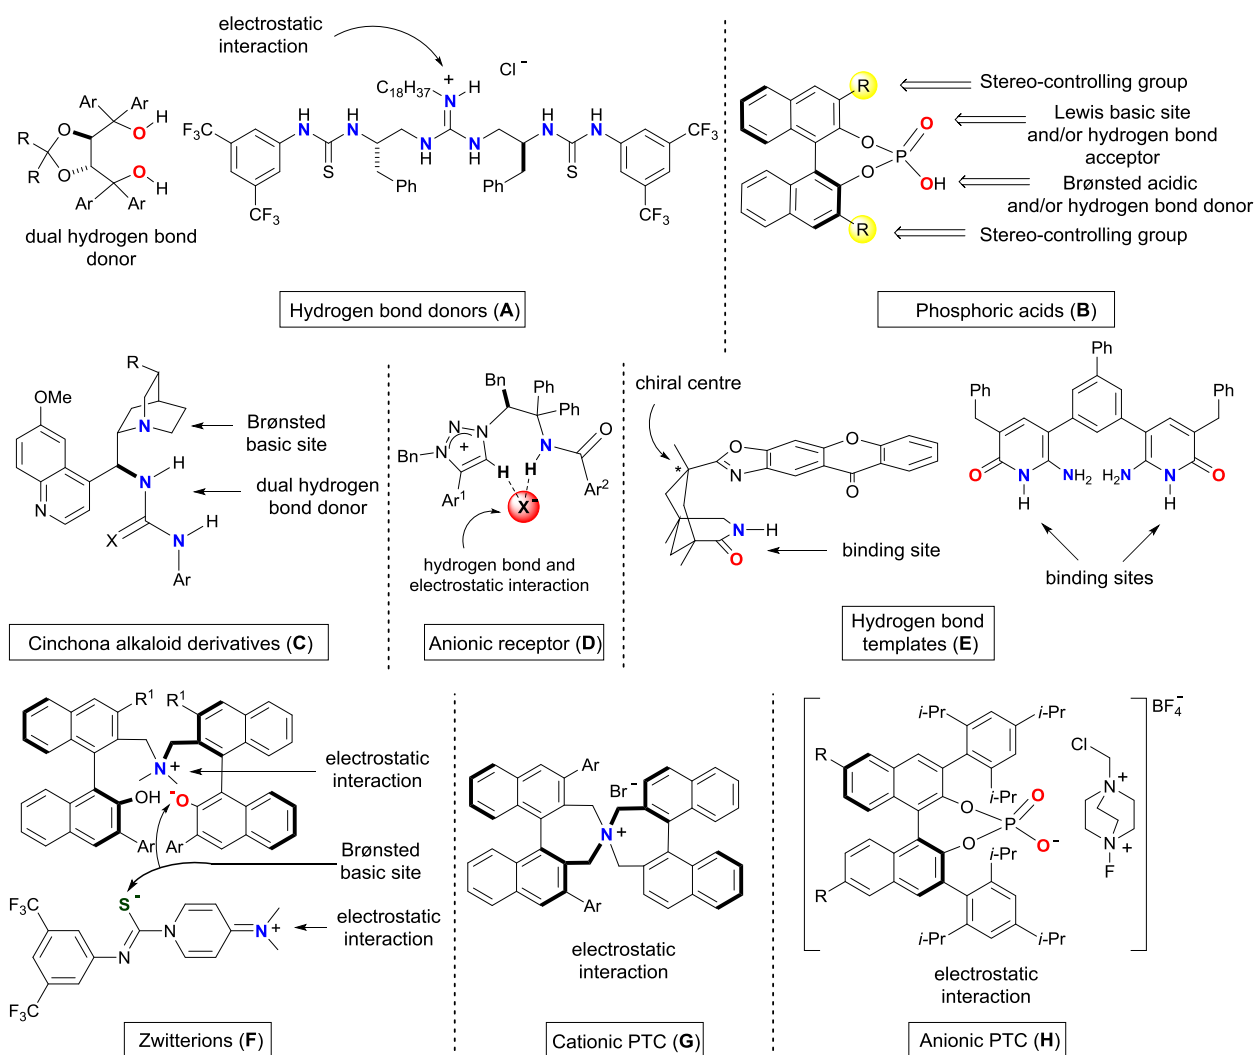 electrostatic
interaction
Cl⁻
C₁₈H₃₇
+
N
H
Ar
Ar
O
H
R
R
O
O
O
H
Ar
Ar
dual hydrogen bond
donor
F₃C
CF₃
H
N
S
H
N
Ph
N
H
N
H
Ph
H
N
S
H
N
CF₃
CF₃
Hydrogen bond donors (A)
R
O
O
P
O
OH
R
Stereo-controlling group
Lewis basic site
and/or hydrogen bond
acceptor
Brønsted acidic
and/or hydrogen bond donor
Stereo-controlling group
Phosphoric acids (B)
R
OMe
N
N
N
H
X
N
H
Ar
Brønsted
basic site
dual hydrogen
bond donor
Cinchona alkaloid derivatives (C)
Bn
Ph
Ph
N
N
N
+
Bn
Ar¹
H
H
N
O
Ar²
X⁻
hydrogen bond and
electrostatic interaction
Anionic receptor (D)
chiral centre
*
O
N
O
O
N
H
O
binding site
Ph
Ph
Ph
O
N
H
NH₂
H₂N
N
H
O
binding sites
Hydrogen bond
templates (E)
R¹
R¹
N
+
OH
-
O
Ar
Ar
electrostatic
interaction
Brønsted
basic site
F₃C
F₃C
S⁻
N
N
N
+
electrostatic
interaction
Zwitterions (F)
Ar
Br⁻
N
+
Ar
electrostatic
interaction
Cationic PTC (G)
BF₄⁻
i-Pr
i-Pr
i-Pr
R
O
O
P
O
O⁻
R
i-Pr
i-Pr
i-Pr
Cl
N
+
N
+
F
electrostatic
interaction
Anionic PTC (H)